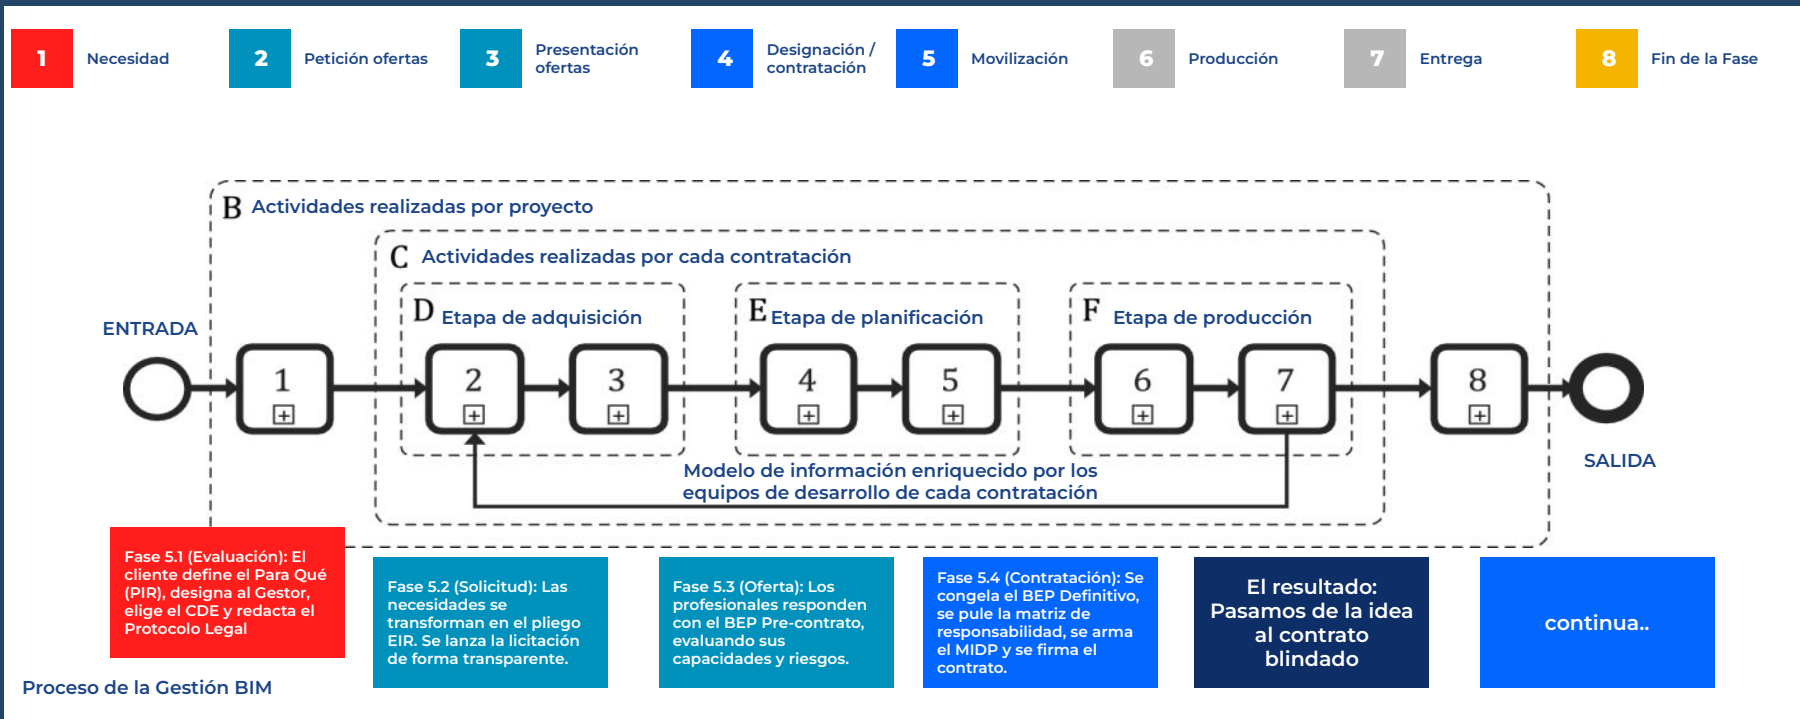 1 Necesidad
2 Petición ofertas
3 Presentación
ofertas
4 Designación /
contratación
5 Movilización
6 Producción
7 Entrega
8 Fin de la Fase
B Actividades realizadas por proyecto
C Actividades realizadas por cada contratación
D Etapa de adquisición
E Etapa de planificación
F Etapa de producción
ENTRADA
1
2
3
4
5
6
7
8
SALIDA
Modelo de información enriquecido por los
equipos de desarrollo de cada contratación
Fase 5.1 (Evaluación): El
cliente define el Para Qué
(PIR), designa al Gestor,
elige el CDE y redacta el
Protocolo Legal
Fase 5.2 (Solicitud): Las
necesidades se
transforman en el pliego
EIR. Se lanza la licitación
de forma transparente.
Fase 5.3 (Oferta): Los
profesionales responden
con el BEP Pre-contrato,
evaluando sus
capacidades y riesgos.
Fase 5.4 (Contratación): Se
congela el BEP Definitivo,
se pule la matriz de
responsabilidad, se arma
el MIDP y se firma el
contrato.
El resultado:
Pasamos de la idea
al contrato
blindado
continua..
Proceso de la Gestión BIM